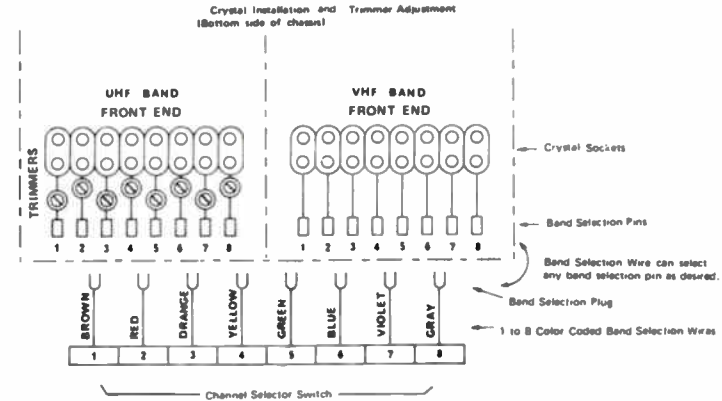 Crystal Installation and Trimmer Adjustment
(Bottom side of chassis)
UHF BAND
FRONT END
VHF BAND
FRONT END
TRIMMERS
Crystal Sockets
Band Selection Pins
1 2 3 4 5 6 7 8
1 2 3 4 5 6 7 8
Band Selection Wire can select
any band selection pin as desired.
Band Selection Plug
BROWN
RED
ORANGE
YELLOW
GREEN
BLUE
VIOLET
GRAY
1 to 8 Color Coded Band Selection Wiras
1 2 3 4 5 6 7 8
Channel Selector Switch